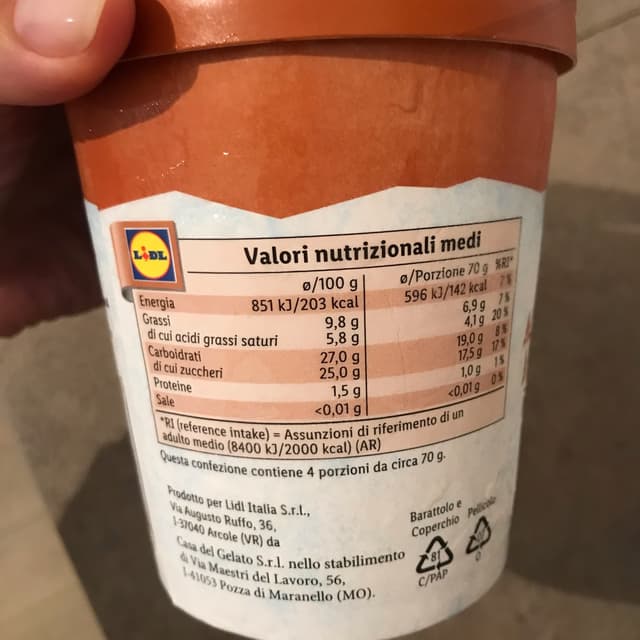 LIDL
Valori nutrizionali medi
ø/100 g ø/Porzione 70 g %RI*
Energia 851 kJ/203 kcal 596 kJ/142 kcal 7%
Grassi 9,8 g 6,9 g 7%
di cui acidi grassi saturi 5,8 g 4,1 g 20%
Carboidrati 27,0 g 19,0 g 8%
di cui zuccheri 25,0 g 17,5 g 17%
Proteine 1,5 g 1,0 g 1%
Sale <0,01 g <0,01 g 0%
*RI (reference intake) = Assunzioni di riferimento di un
adulto medio (8400 kJ/2000 kcal) (AR)
Questa confezione contiene 4 porzioni da circa 70 g.
Prodotto per Lidl Italia S.r.l.,
Via Augusto Ruffo, 36,
I-37040 Arcole (VR) da
Casa del Gelato S.r.l. nello stabilimento
di Via Maestri del Lavoro, 56,
I-41053 Pozza di Maranello (MO).
Barattolo e
Coperchio
81
C/PAP
Pellicola